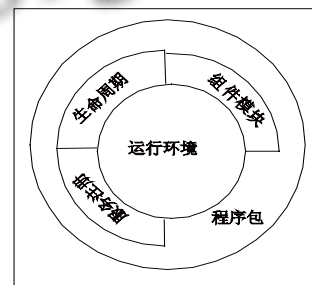 生命周期
组件模块
运行环境
服务注册
程序包